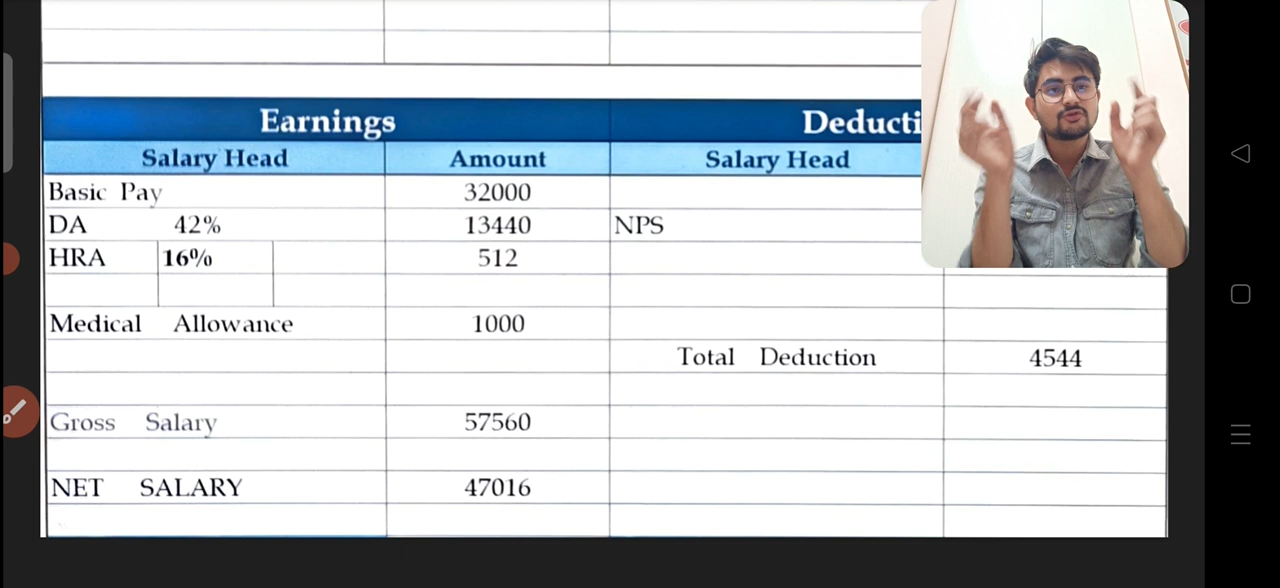 Earnings Deducti
Salary Head Amount Salary Head
Basic Pay 32000
DA 42% 13440 NPS
HRA 16% 512
Medical Allowance 1000
Total Deduction 4544
Gross Salary 57560
NET SALARY 47016